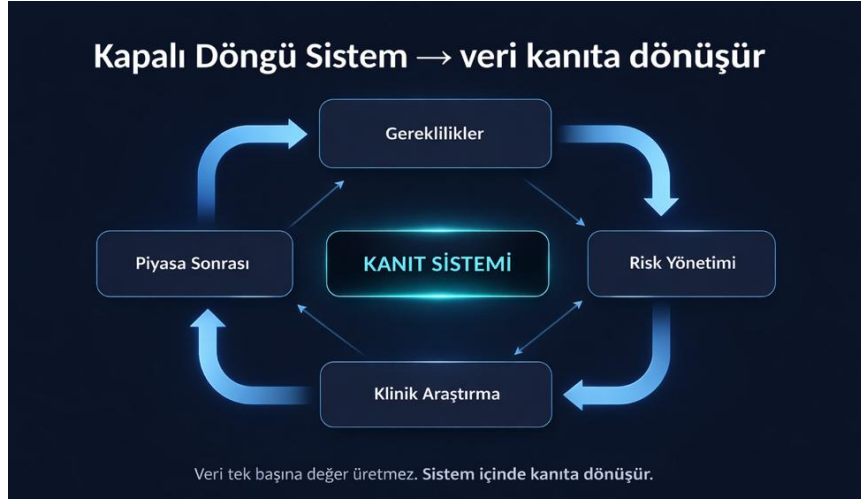 Kapalı Döngü Sistem → veri kanıta dönüşür
Gereklilikler
Piyasa Sonrası
KANIT SİSTEMİ
Risk Yönetimi
Klinik Araştırma
Veri tek başına değer üretmez. Sistem içinde kanıta dönüşür.